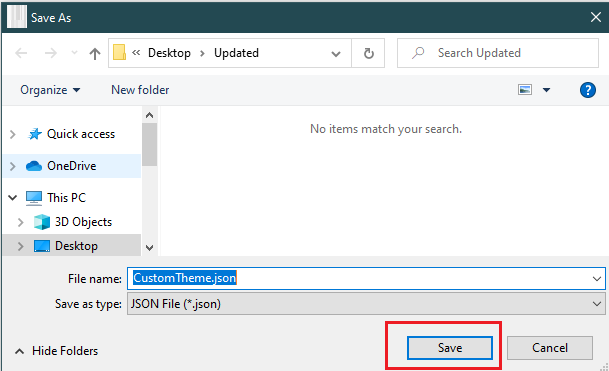 Save As
« Desktop › Updated
Search Updated
Organize New folder
?
Quick access
No items match your search.
OneDrive
This PC
3D Objects
Desktop
File name: CustomTheme.json
Save as type: JSON File (*.json)
Hide Folders
Save Cancel